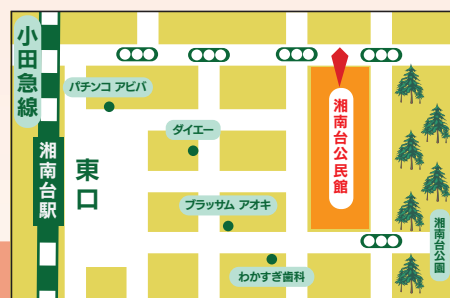 小田急線
湘南台駅
東口
パチンコ アビバ
ダイエー
ブラッサム アオキ
わかすぎ歯科
湘南台公民館
湘南台公園